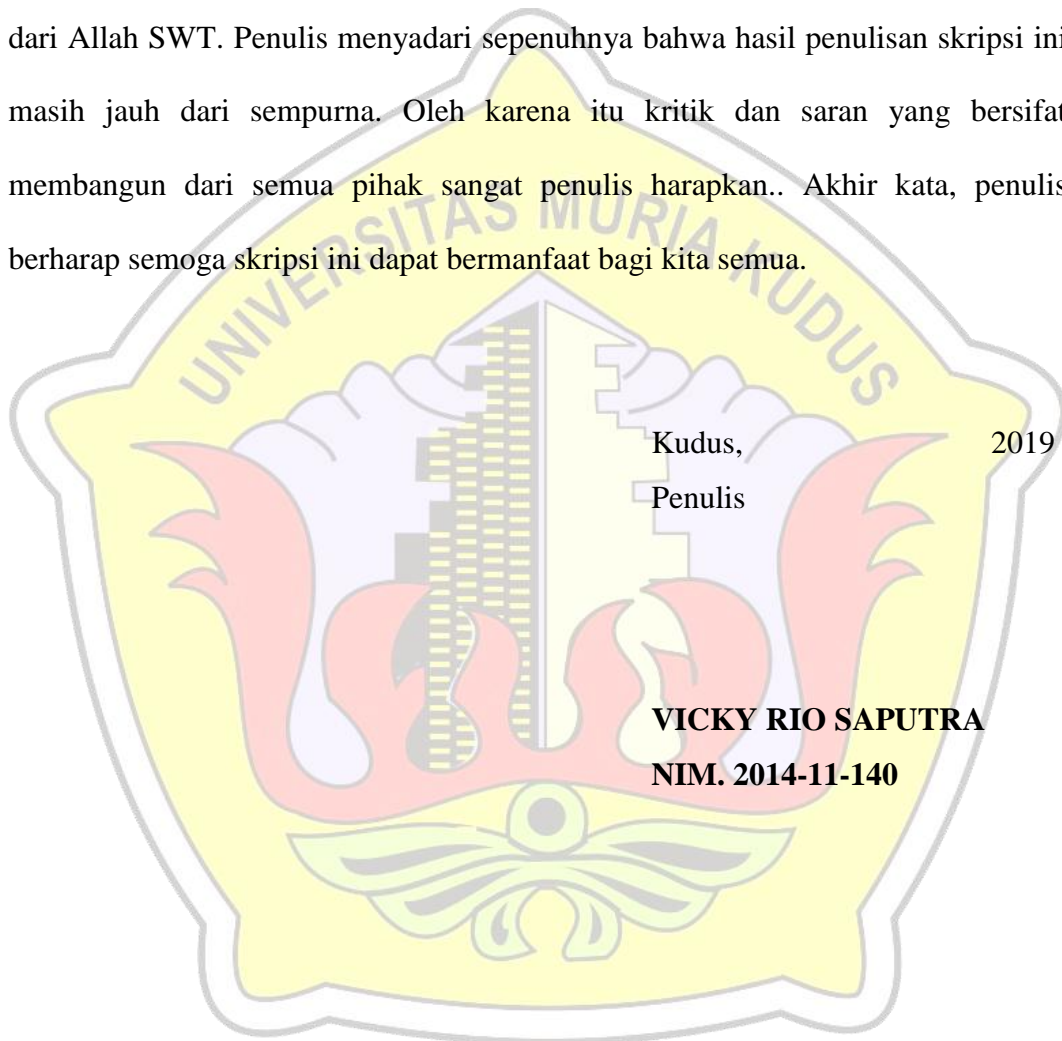 dari Allah SWT. Penulis menyadari sepenuhnya bahwa hasil penulisan skripsi ini
masih jauh dari sempurna. Oleh karena itu kritik dan saran yang bersifat
membangun dari semua pihak sangat penulis harapkan.. Akhir kata, penulis
berharap semoga skripsi ini dapat bermanfaat bagi kita semua.
UNIVERSITAS MURIA KUDUS
Kudus, 2019
Penulis
VICKY RIO SAPUTRA
NIM. 2014-11-140